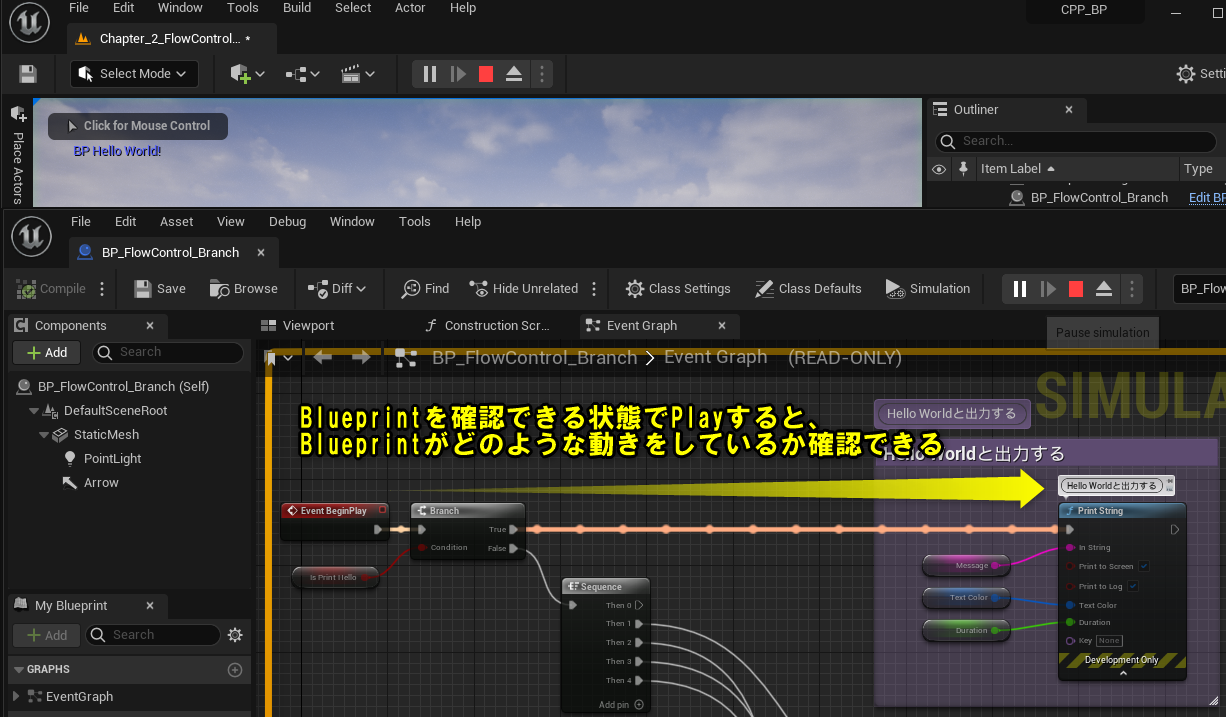 File Edit Window Tools Build Select Actor Help
CPP_BP
Chapter_2_FlowControl... *
Select Mode
Click for Mouse Control
BP Hello World!
Place Actors
Outliner
Search...
Item Label Type
BP_FlowControl_Branch
File Edit Asset View Debug Window Tools Help
BP_FlowControl_Branch
Compile Save Browse Diff Find Hide Unrelated Class Settings Class Defaults Simulation
Components
Add Search
BP_FlowControl_Branch (Self)
DefaultSceneRoot
StaticMesh
PointLight
Arrow
My Blueprint
Add Search
GRAPHS
EventGraph
Viewport Construction Scr... Event Graph
Pause simulation
BP_FlowControl_Branch > Event Graph (READ-ONLY)
Blueprintを確認できる状態でPlayすると、
Blueprintがどのような動きをしているか確認できる
Hello Worldと出力する
Hello Worldと出力する
Hello Worldと出力する
Event BeginPlay
Is Print Hello
Branch
True
Condition False
Sequence
Then 0
Then 1
Then 2
Then 3
Then 4
Add pin
Message
Text Color
Duration
Print String
In String
Print to Screen
Print to Log
Text Color
Duration
Key None
Development Only